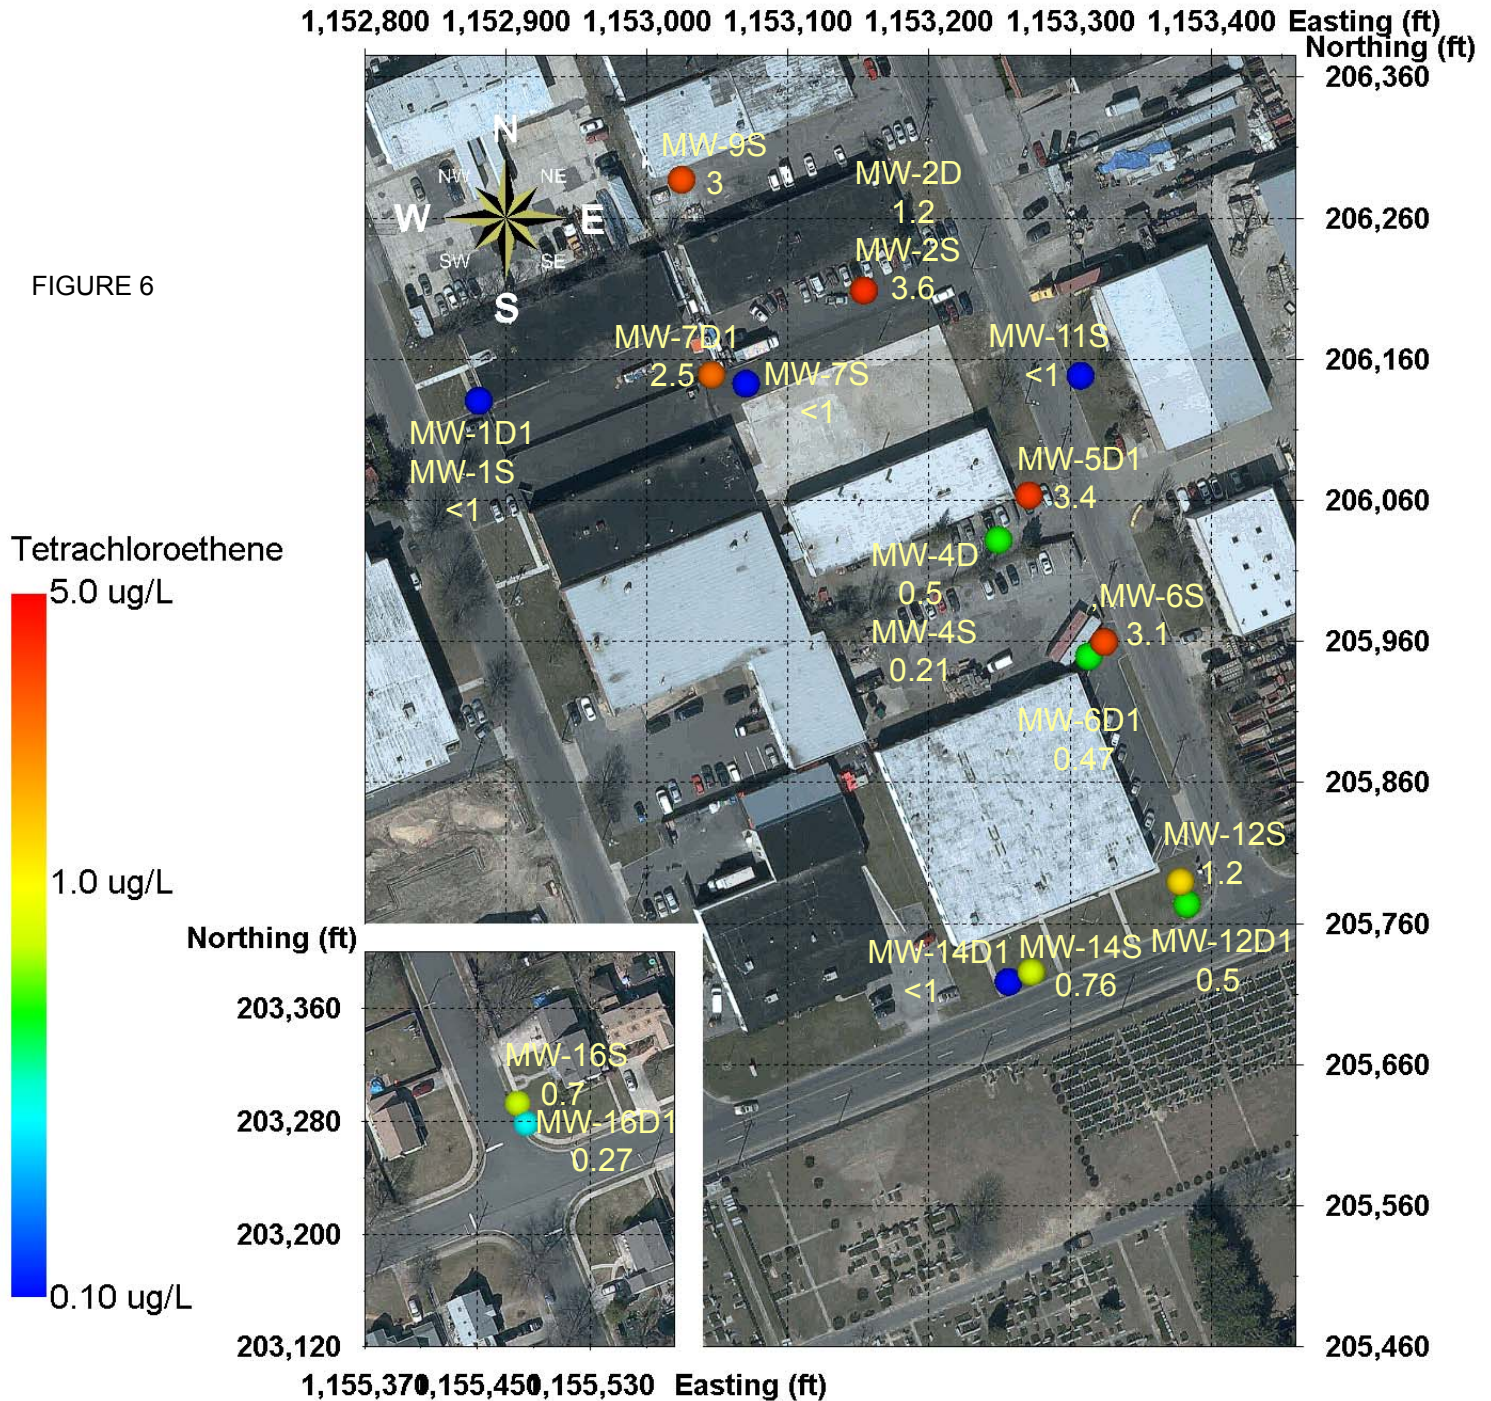 1,152,800 1,152,900 1,153,000 1,153,100 1,153,200 1,153,300 1,153,400 Easting (ft)
Northing (ft)
206,360
206,260
206,160
206,060
205,960
205,860
205,760
205,660
205,560
205,460
N
NW
NE
W
E
SW
SE
S
FIGURE 6
MW-9S
3
MW-2D
1.2
MW-2S
3.6
MW-7D1
2.5
MW-7S
<1
MW-11S
<1
MW-1D1
MW-1S
<1
MW-5D1
3.4
MW-4D
0.5
MW-4S
0.21
MW-6S
3.1
MW-6D1
0.47
MW-12S
1.2
MW-12D1
0.5
MW-14D1
<1
MW-14S
0.76
Tetrachloroethene
5.0 ug/L
1.0 ug/L
0.10 ug/L
Northing (ft)
203,360
203,280
203,200
203,120
MW-16S
0.7
MW-16D1
0.27
1,155,370 1,155,450 1,155,530 Easting (ft)